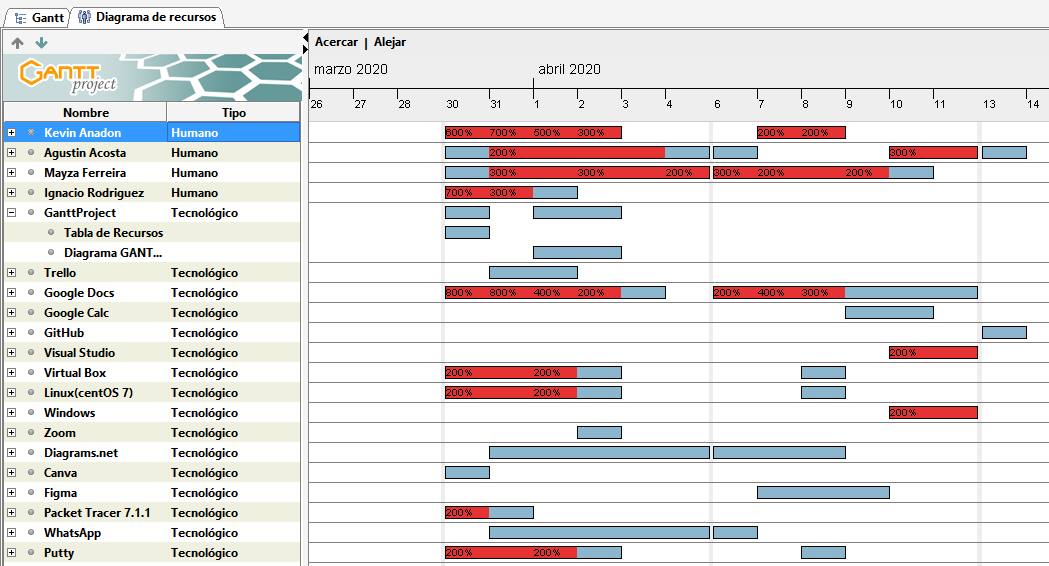 Gantt Diagrama de recursos
Acercar | Alejar
GANTT project
marzo 2020 abril 2020
Nombre Tipo 26 27 28 30 31 1 2 3 4 6 7 8 9 10 11 13 14
Kevin Anadon Humano 600% 700% 500% 300% 200% 200%
Agustin Acosta Humano 200% 300%
Mayza Ferreira Humano 300% 300% 200% 300% 200% 200%
Ignacio Rodriguez Humano 700% 300%
GanttProject Tecnológico
Tabla de Recursos
Diagrama GANT...
Trello Tecnológico
Google Docs Tecnológico 800% 800% 400% 200% 200% 400% 300%
Google Calc Tecnológico
GitHub Tecnológico
Visual Studio Tecnológico 200%
Virtual Box Tecnológico 200% 200%
Linux(centOS 7) Tecnológico 200% 200%
Windows Tecnológico 200%
Zoom Tecnológico
Diagrams.net Tecnológico
Canva Tecnológico
Figma Tecnológico
Packet Tracer 7.1.1 Tecnológico 200%
WhatsApp Tecnológico
Putty Tecnológico 200% 200%